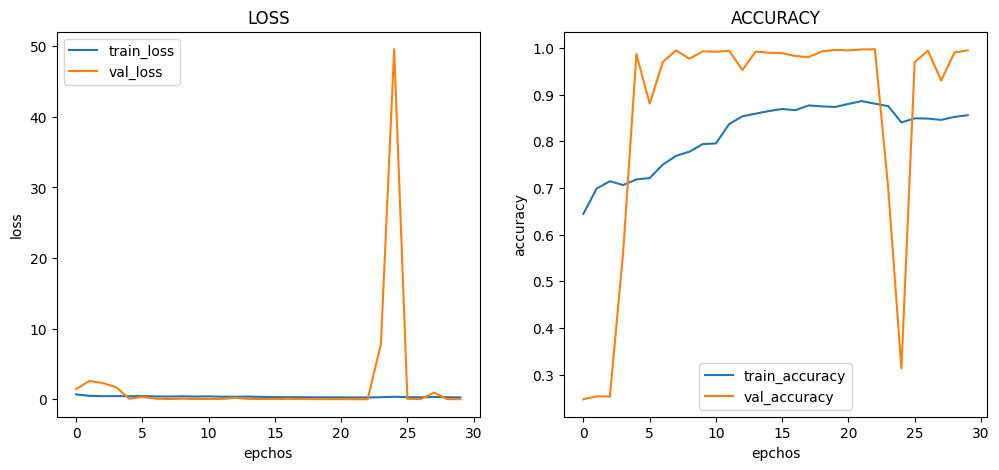 LOSS
train_loss
val_loss
50
40
30
20
10
0
loss
0 5 10 15 20 25 30
epchos
ACCURACY
1.0
0.9
0.8
0.7
0.6
0.5
0.4
0.3
accuracy
train_accuracy
val_accuracy
0 5 10 15 20 25 30
epchos